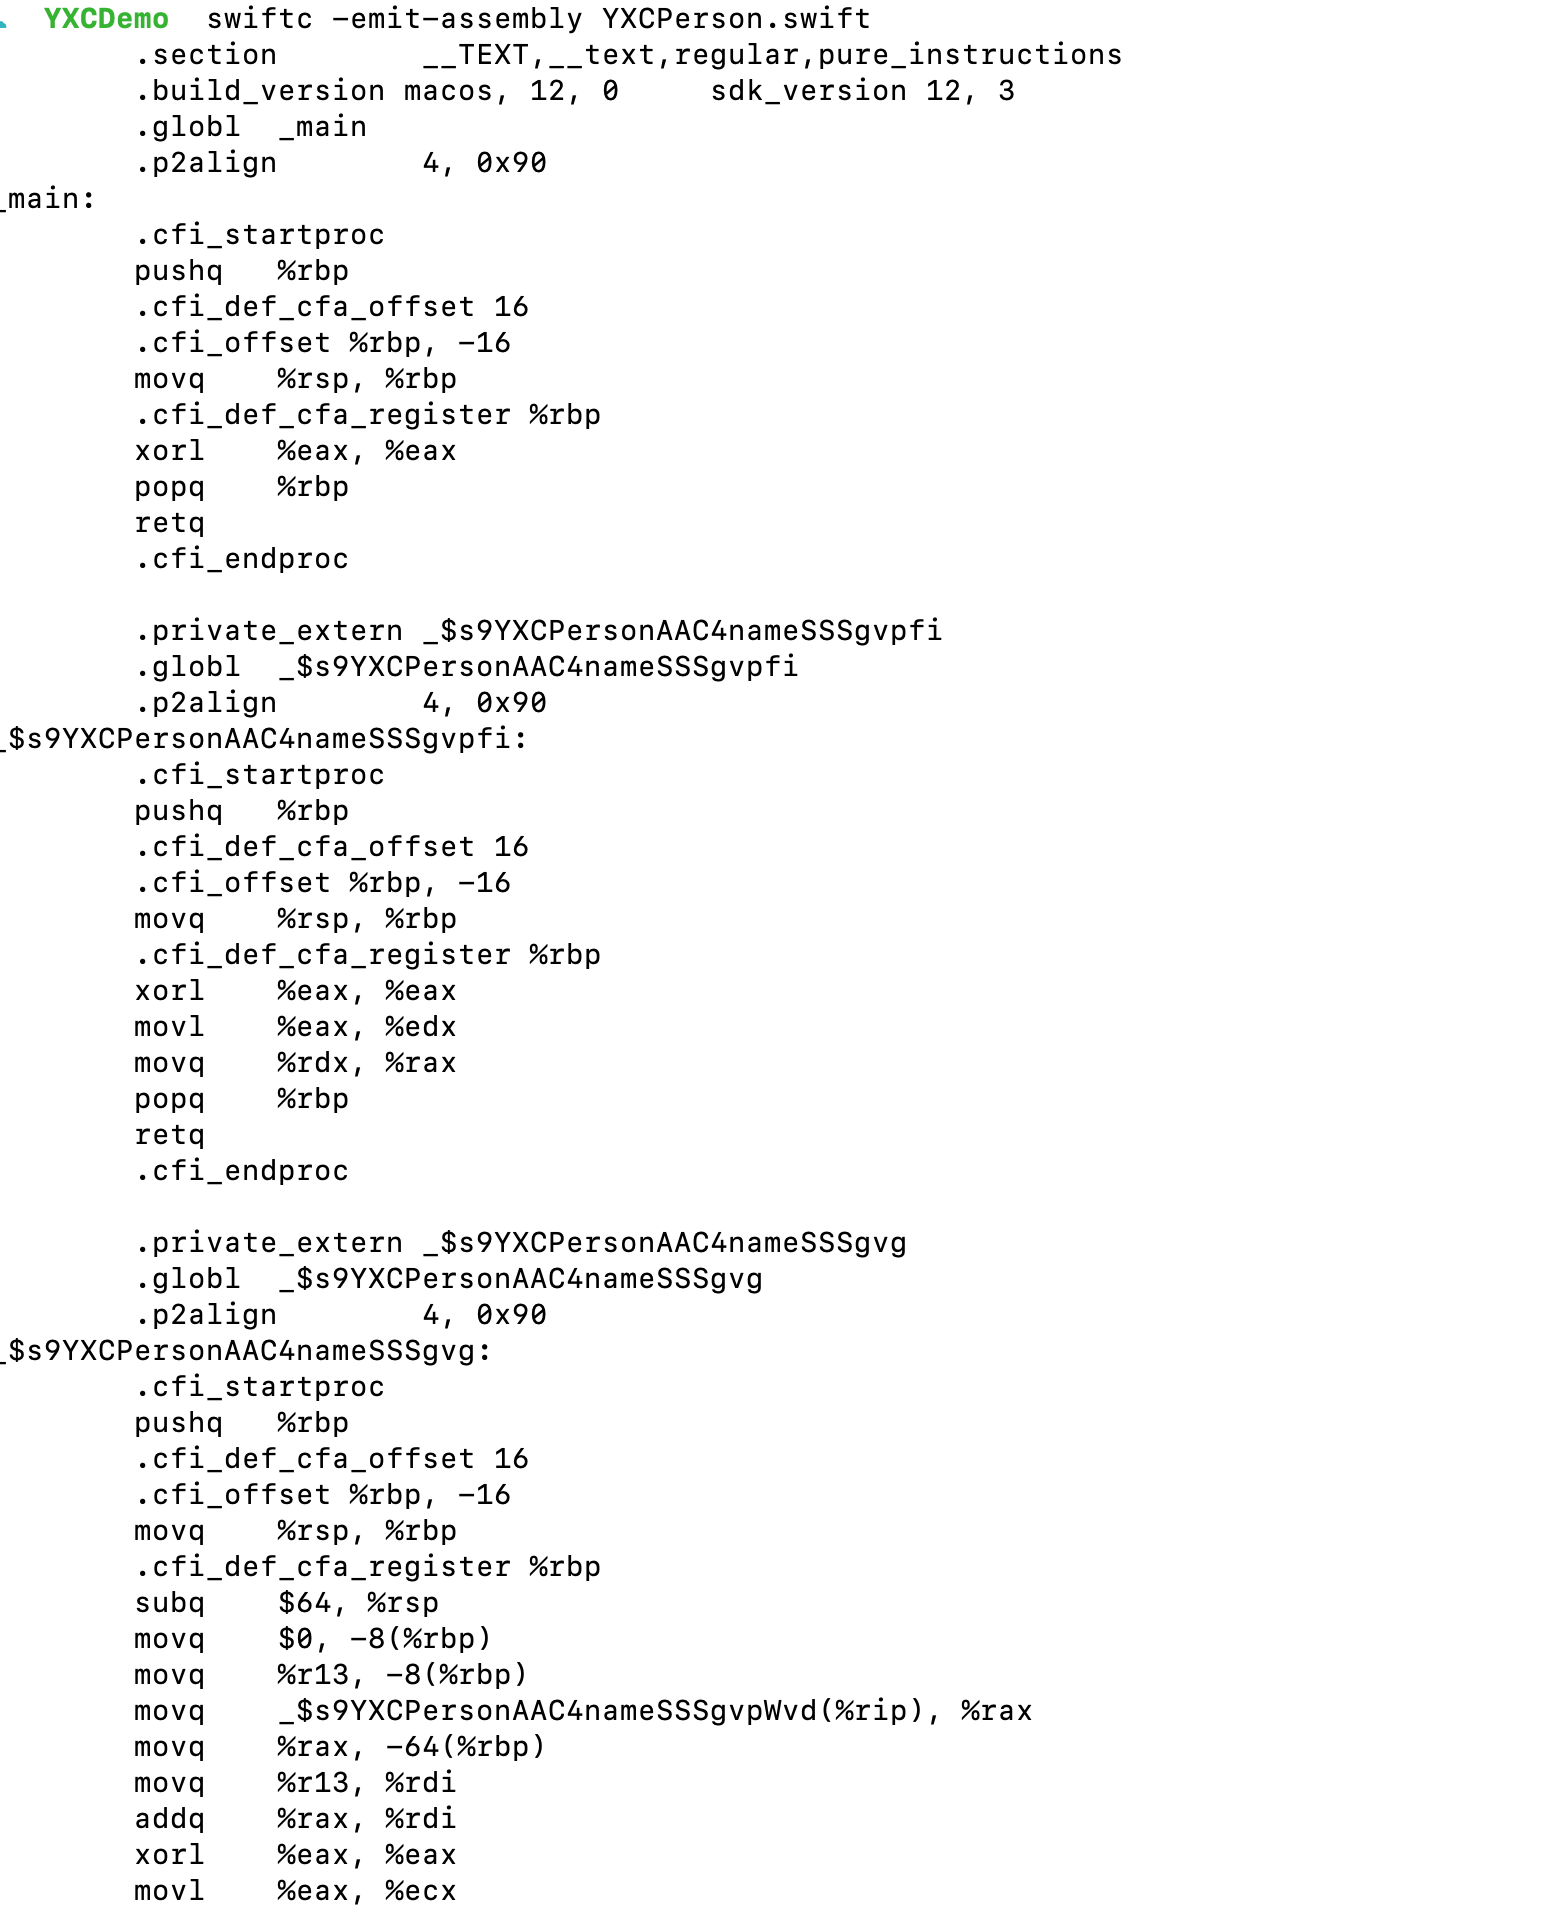 YXCDemo  swiftc -emit-assembly YXCPerson.swift
	.section	__TEXT,__text,regular,pure_instructions
	.build_version macos, 12, 0	sdk_version 12, 3
	.globl	_main
	.p2align	4, 0x90
_main:
	.cfi_startproc
	pushq	%rbp
	.cfi_def_cfa_offset 16
	.cfi_offset %rbp, -16
	movq	%rsp, %rbp
	.cfi_def_cfa_register %rbp
	xorl	%eax, %eax
	popq	%rbp
	retq
	.cfi_endproc

	.private_extern	_$s9YXCPersonAAC4nameSSSgvpfi
	.globl	_$s9YXCPersonAAC4nameSSSgvpfi
	.p2align	4, 0x90
_$s9YXCPersonAAC4nameSSSgvpfi:
	.cfi_startproc
	pushq	%rbp
	.cfi_def_cfa_offset 16
	.cfi_offset %rbp, -16
	movq	%rsp, %rbp
	.cfi_def_cfa_register %rbp
	xorl	%eax, %eax
	movl	%eax, %edx
	movq	%rdx, %rax
	popq	%rbp
	retq
	.cfi_endproc

	.private_extern	_$s9YXCPersonAAC4nameSSSgvg
	.globl	_$s9YXCPersonAAC4nameSSSgvg
	.p2align	4, 0x90
_$s9YXCPersonAAC4nameSSSgvg:
	.cfi_startproc
	pushq	%rbp
	.cfi_def_cfa_offset 16
	.cfi_offset %rbp, -16
	movq	%rsp, %rbp
	.cfi_def_cfa_register %rbp
	subq	$64, %rsp
	movq	$0, -8(%rbp)
	movq	%r13, -8(%rbp)
	movq	_$s9YXCPersonAAC4nameSSSgvpWvd(%rip), %rax
	movq	%rax, -64(%rbp)
	movq	%r13, %rdi
	addq	%rax, %rdi
	xorl	%eax, %eax
	movl	%eax, %ecx